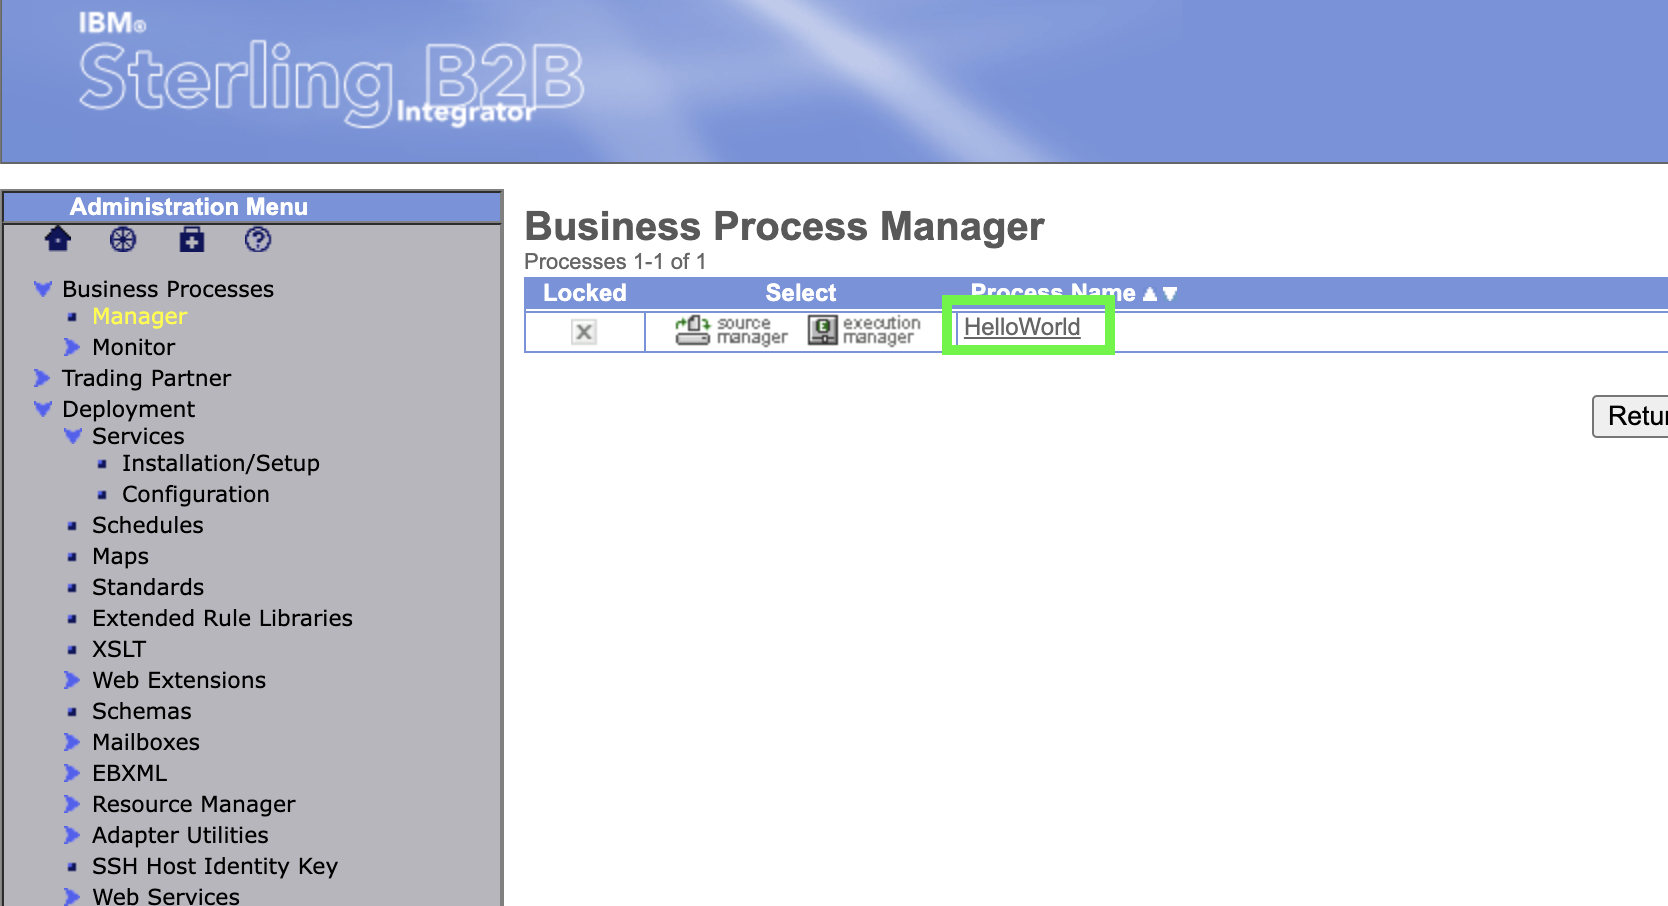 IBM®
Sterling B2B
Integrator
Administration Menu
Business Processes
Manager
Monitor
Trading Partner
Deployment
Services
Installation/Setup
Configuration
Schedules
Maps
Standards
Extended Rule Libraries
XSLT
Web Extensions
Schemas
Mailboxes
EBXML
Resource Manager
Adapter Utilities
SSH Host Identity Key
Web Services
Business Process Manager
Processes 1-1 of 1
Locked Select Process Name
source manager execution manager HelloWorld
Retur